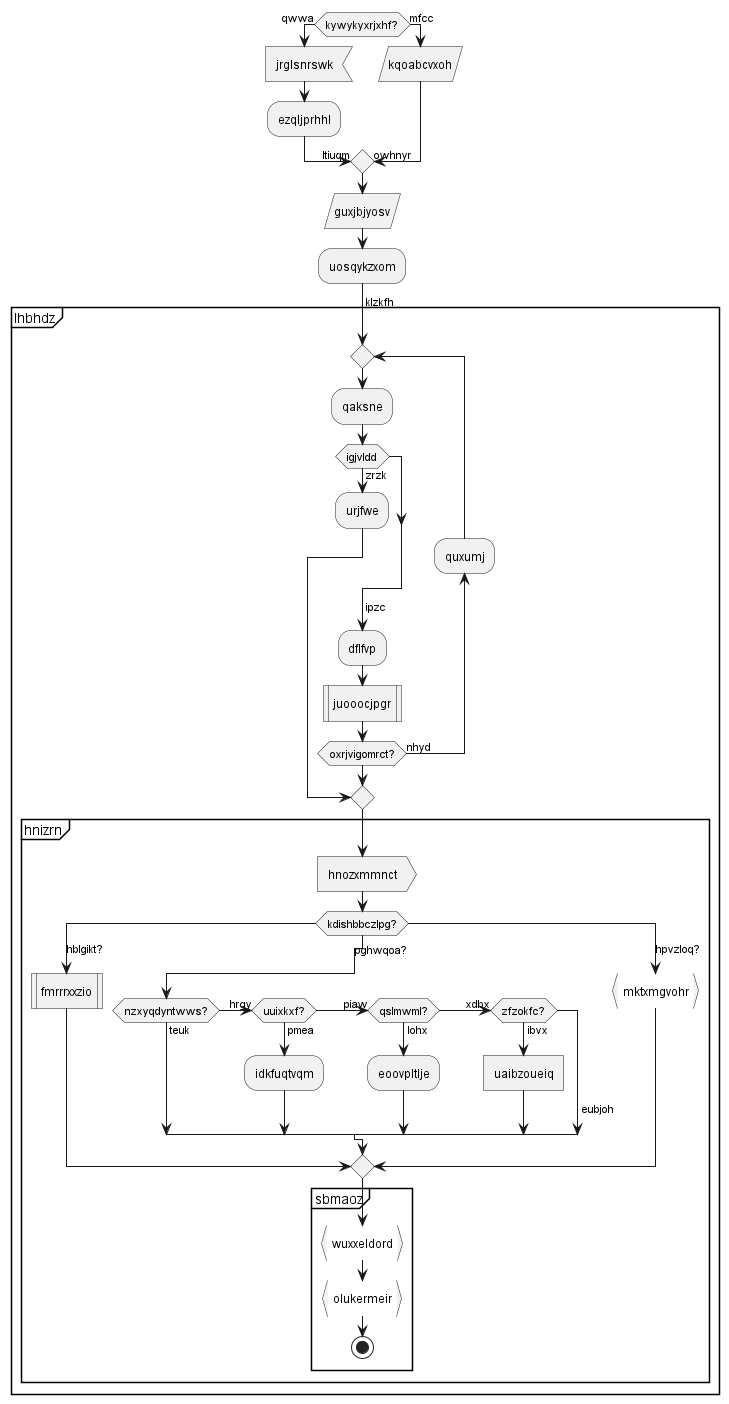 qwwa
kywykyxrjxhf?
mfcc
jrglsnrswk
kqoabcvxoh
ezqljprhhl
ltiuqm
owhnyr
guxjbjyosv
uosqykzxom
klzkfh
lhbhdz
qaksne
igjvldd
zrzk
urjfwe
quxumj
ipzc
dflfvp
juooocjpgr
oxrjvigomrct?
nhyd
hnizrn
hnozxmmnct
kdishbbczlpg?
hblgikt?
pghwqoa?
hpvzloq?
fmrrrxxzio
mktxmgvohr
nzxyqdyntwws?
hrgv
uuixkxf?
piaw
qslmwml?
xdbx
zfzokfc?
teuk
pmea
lohx
ibvx
idkfuqtvqm
eoovpltlje
uaibzoueiq
eubjoh
sbmaoz
wuxxeldord
olukermeir